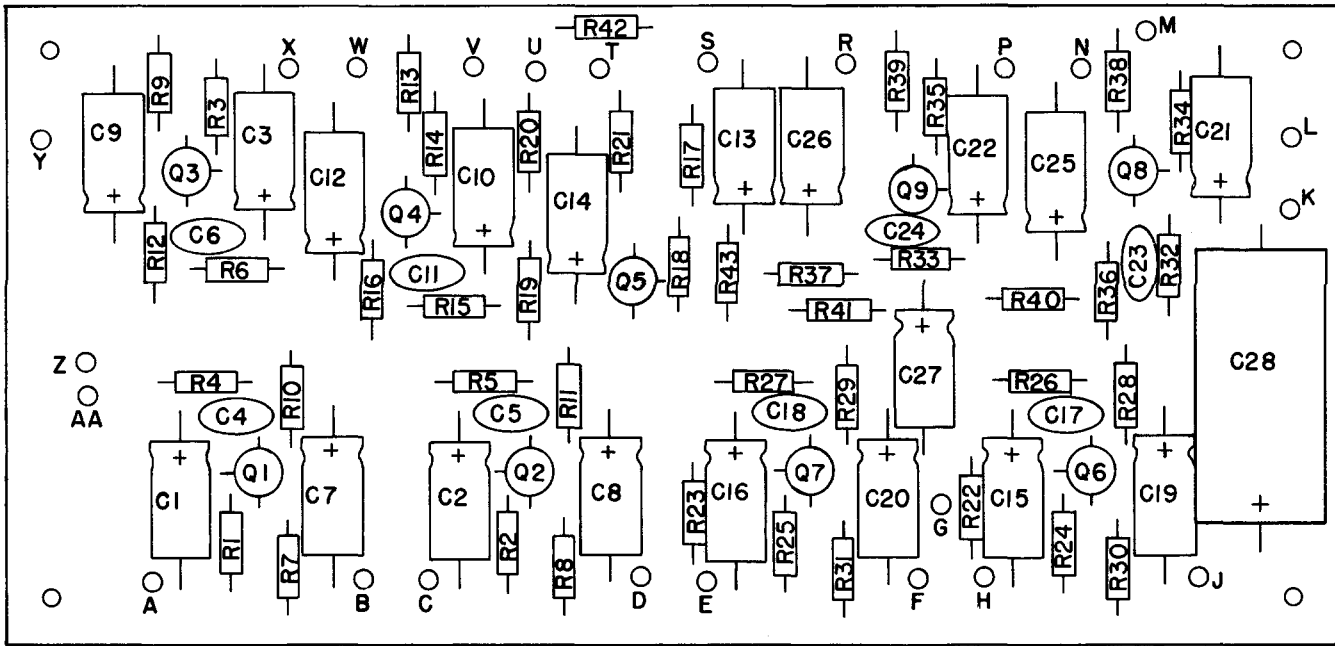 R42
M
X
W
V
U
T
S
R
P
N
R9
R3
C9
C3
R13
R14
C10
R20
R21
R17
C13
C26
R39
R35
C22
C25
R38
R34
C21
L
Y
Q3
C12
Q4
C14
Q9
Q8
K
R12
C6
R6
R16
C11
R15
R19
Q5
R18
R43
R37
R41
C24
R33
R40
R36
C23
R32
Z
AA
R4
C4
R10
R5
C5
R11
R27
C18
R29
C27
R26
C17
R28
C28
C1
Q1
C7
C2
Q2
C8
R23
C16
Q7
C20
G
R22
C15
Q6
C19
R1
R7
R2
R8
R25
R31
R24
R30
A
B
C
D
E
F
H
J